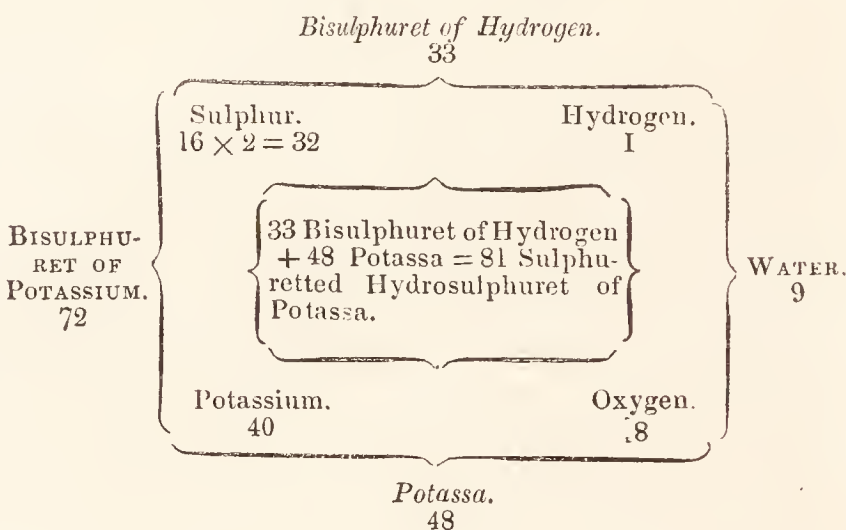 Bisulphuret of Hydrogen.
33
Sulphur.
16 × 2 = 32
Hydrogen.
1
BISULPHU-
RET OF
POTASSIUM.
72
33 Bisulphuret of Hydrogen
+ 48 Potassa = 81 Sulphu-
retted Hydrosulphuret of
Potassa.
WATER.
9
Potassium.
40
Oxygen.
8
Potassa.
48